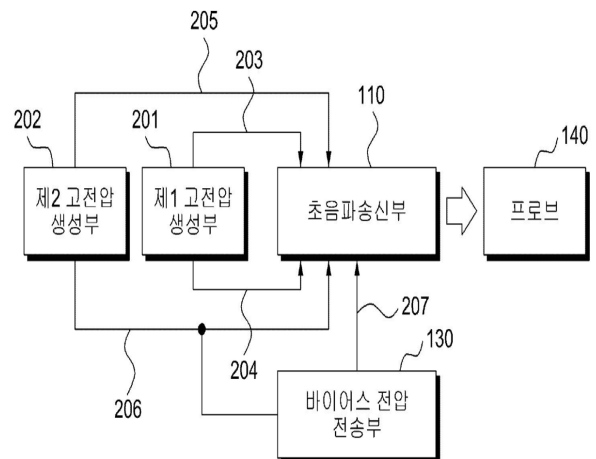 205
203
202
201
110
140
제2 고전압
생성부
제1 고전압
생성부
초음파송신부
프로브
207
204
130
206
바이어스 전압
전송부